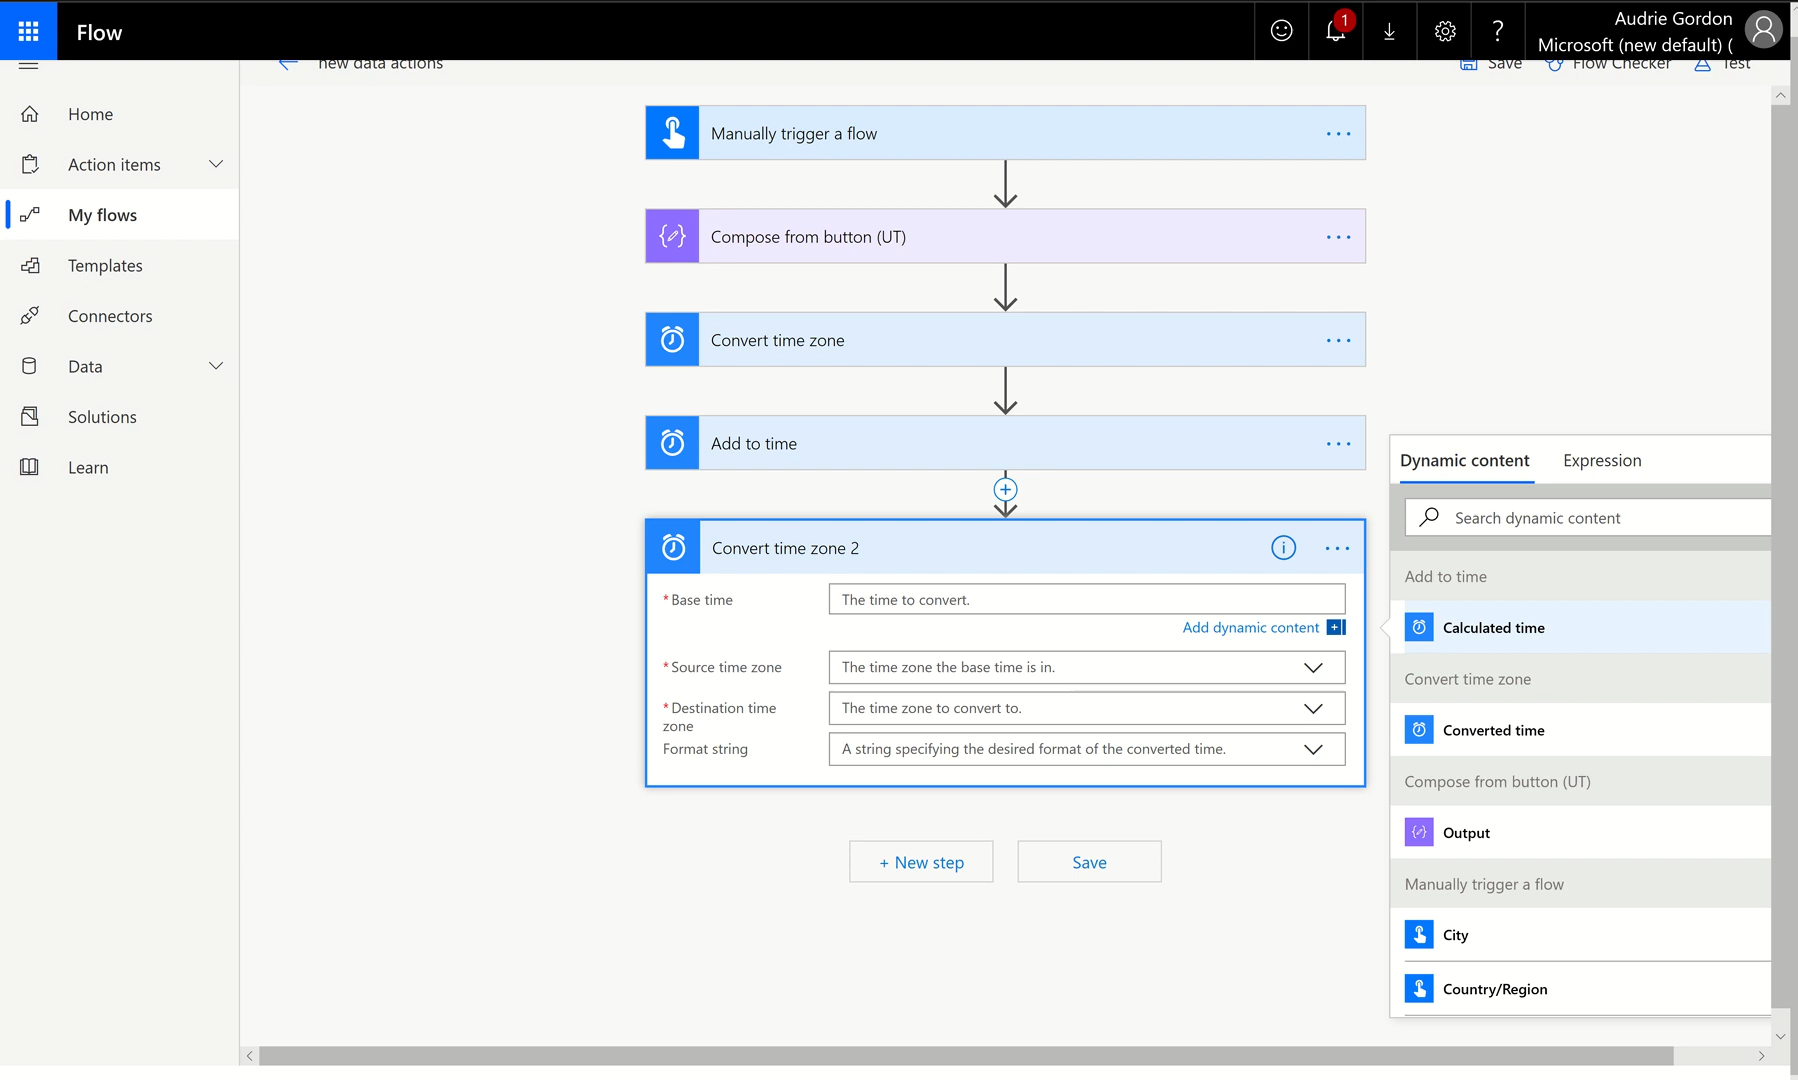 Flow
1
?
Audrie Gordon
Microsoft (new default) (
new data actions
Save
Flow Checker
Test
Home
Action items
My flows
Templates
Connectors
Data
Solutions
Learn
Manually trigger a flow
Compose from button (UT)
Convert time zone
Add to time
Convert time zone 2
* Base time
The time to convert.
Add dynamic content
* Source time zone
The time zone the base time is in.
* Destination time
zone
The time zone to convert to.
Format string
A string specifying the desired format of the converted time.
+ New step
Save
Dynamic content
Expression
Search dynamic content
Add to time
Calculated time
Convert time zone
Converted time
Compose from button (UT)
Output
Manually trigger a flow
City
Country/Region